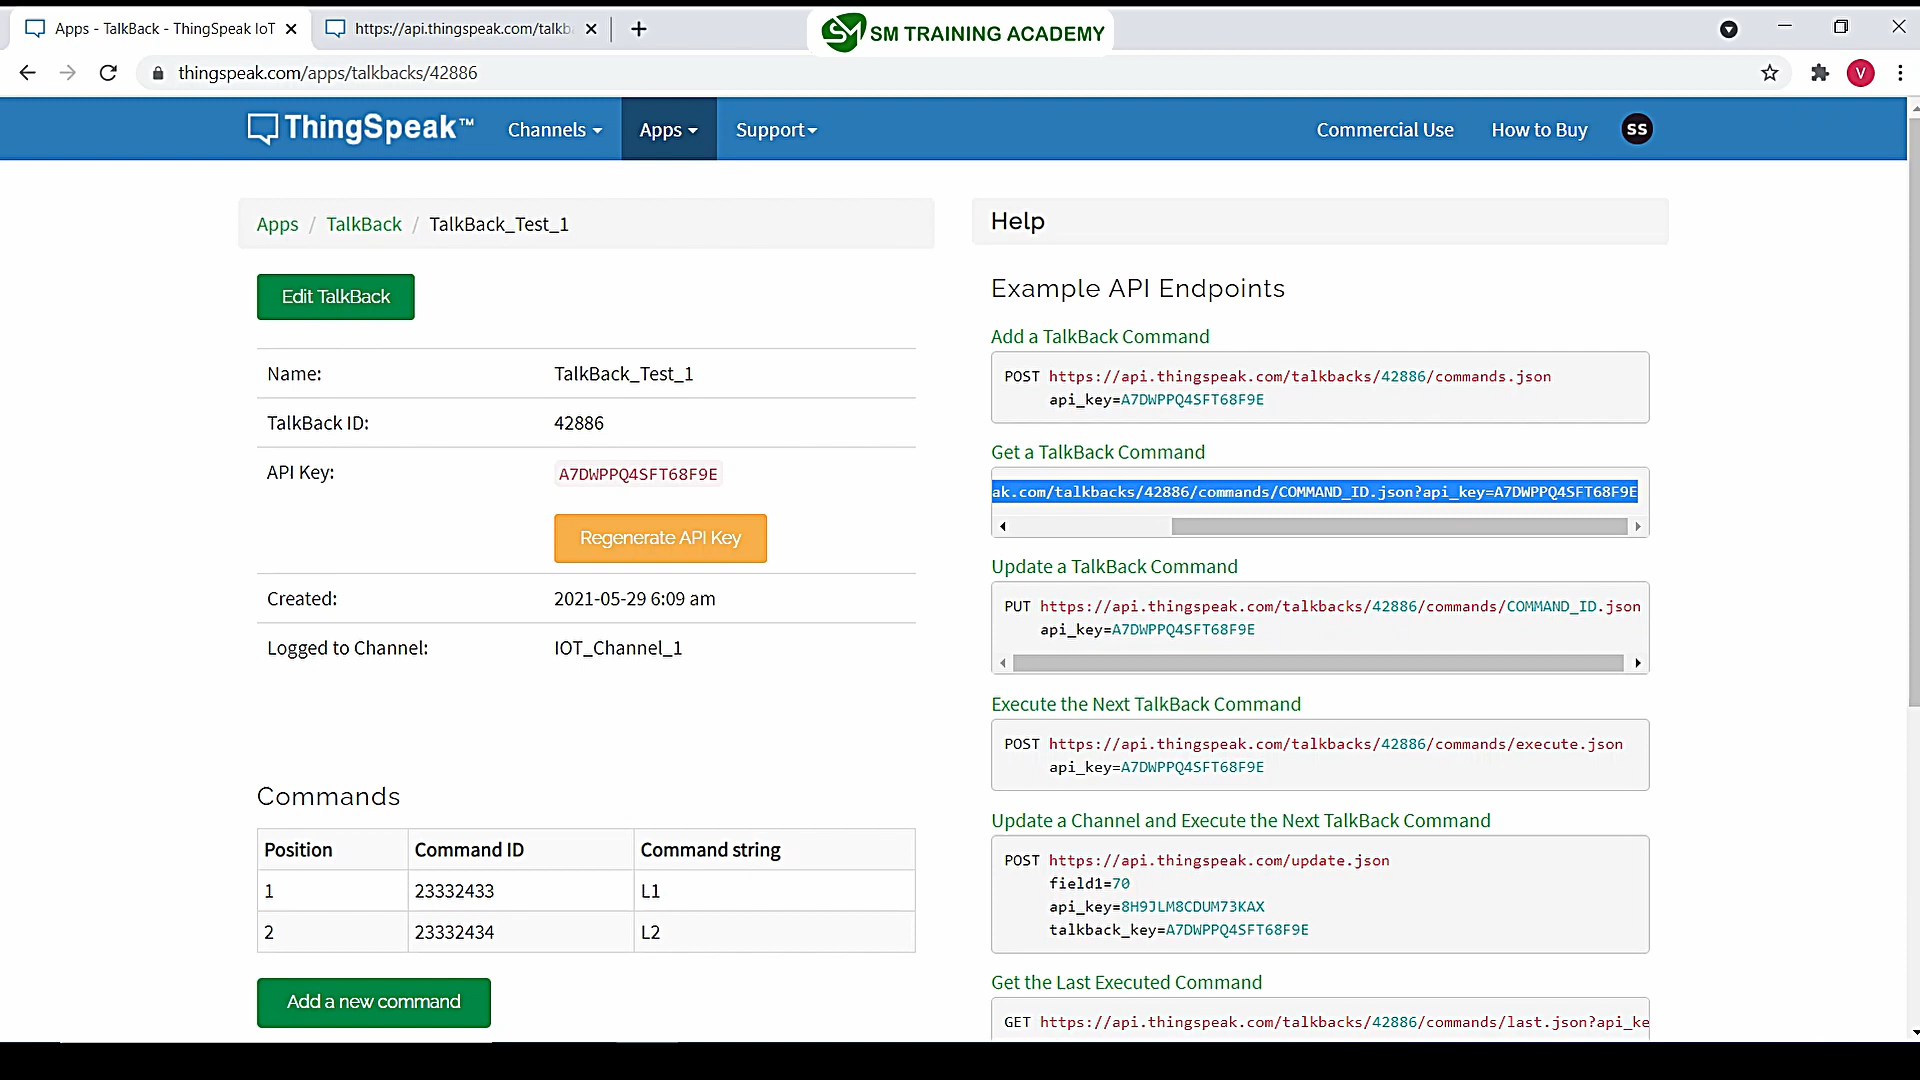 Apps - TalkBack - ThingSpeak IoT
https://api.thingspeak.com/talkb
SM TRAINING ACADEMY
thingspeak.com/apps/talkbacks/42886
V
ThingSpeak™
Channels
Apps
Support
Commercial Use
How to Buy
SS
Apps / TalkBack / TalkBack_Test_1
Edit TalkBack
Name: TalkBack_Test_1
TalkBack ID: 42886
API Key: A7DWPPQ4SFT68F9E
Regenerate API Key
Created: 2021-05-29 6:09 am
Logged to Channel: IOT_Channel_1
Commands
Position Command ID Command string
1 23332433 L1
2 23332434 L2
Add a new command
Help
Example API Endpoints
Add a TalkBack Command
POST https://api.thingspeak.com/talkbacks/42886/commands.json
api_key=A7DWPPQ4SFT68F9E
Get a TalkBack Command
ak.com/talkbacks/42886/commands/COMMAND_ID.json?api_key=A7DWPPQ4SFT68F9E
Update a TalkBack Command
PUT https://api.thingspeak.com/talkbacks/42886/commands/COMMAND_ID.json
api_key=A7DWPPQ4SFT68F9E
Execute the Next TalkBack Command
POST https://api.thingspeak.com/talkbacks/42886/commands/execute.json
api_key=A7DWPPQ4SFT68F9E
Update a Channel and Execute the Next TalkBack Command
POST https://api.thingspeak.com/update.json
field1=70
api_key=8H9JLM8CDUM73KAX
talkback_key=A7DWPPQ4SFT68F9E
Get the Last Executed Command
GET https://api.thingspeak.com/talkbacks/42886/commands/last.json?api_ke